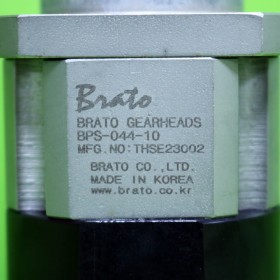 Brato
BRATO GEARHEADS
BPS-044-10
MFG.NO:THSE23002
BRATO CO.,LTD.
MADE IN KOREA
www.brato.co.kr